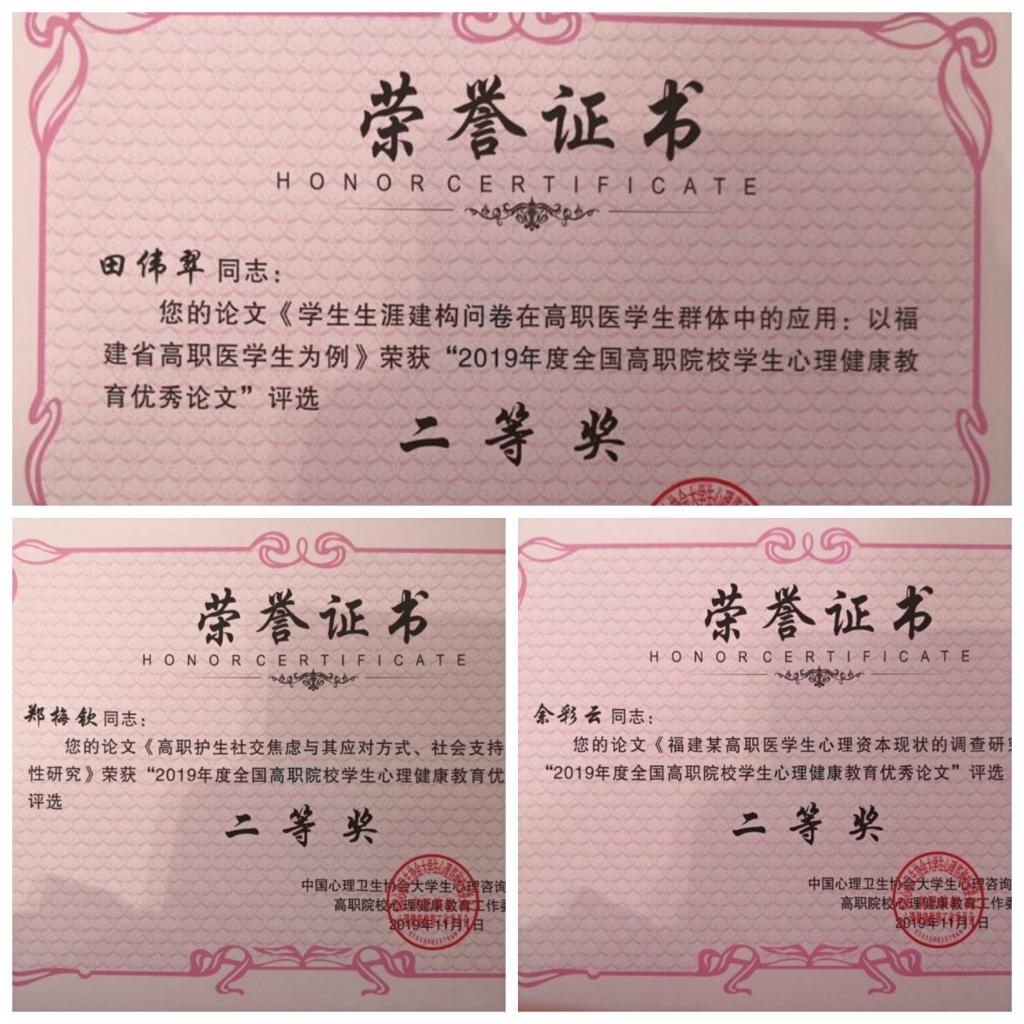 荣誉证书
HONOR CERTIFICATE
田伟翠 同志：
您的论文《学生生涯建构问卷在高职医学生群体中的应用：以福
建省高职医学生为例》荣获“2019年度全国高职院校学生心理健康教
育优秀论文”评选
二等奖
荣誉证书
HONOR CERTIFICATE
郑梅钦 同志：
您的论文《高职护生社交焦虑与其应对方式、社会支持
性研究》荣获“2019年度全国高职院校学生心理健康教育优
评选
二等奖
中国心理卫生协会大学生心理咨询
高职院校心理健康教育工作委
2019年11月1日
荣誉证书
HONOR CERTIFICATE
余彩云 同志：
您的论文《福建某高职医学生心理资本现状的调查研究
“2019年度全国高职院校学生心理健康教育优秀论文”评选
二等奖
中国心理卫生协会大学生心理咨询
高职院校心理健康教育工作委
2019年11月1日